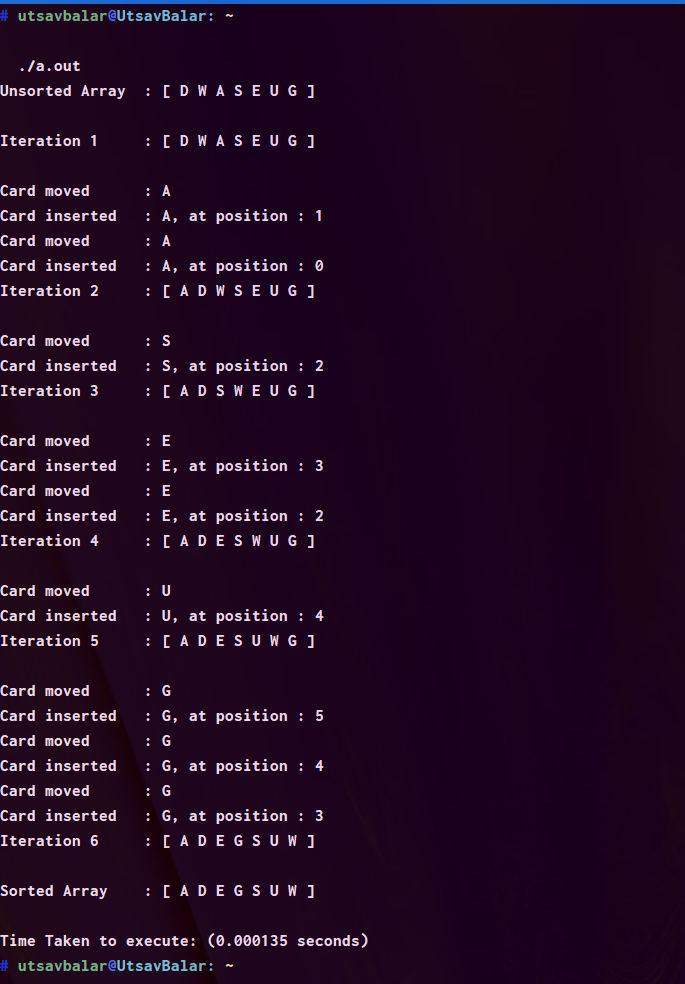 # utsavbalar@UtsavBalar: ~
./a.out
Unsorted Array  : [ D W A S E U G ]
Iteration 1     : [ D W A S E U G ]
Card moved      : A
Card inserted   : A, at position : 1
Card moved      : A
Card inserted   : A, at position : 0
Iteration 2     : [ A D W S E U G ]
Card moved      : S
Card inserted   : S, at position : 2
Iteration 3     : [ A D S W E U G ]
Card moved      : E
Card inserted   : E, at position : 3
Card moved      : E
Card inserted   : E, at position : 2
Iteration 4     : [ A D E S W U G ]
Card moved      : U
Card inserted   : U, at position : 4
Iteration 5     : [ A D E S U W G ]
Card moved      : G
Card inserted   : G, at position : 5
Card moved      : G
Card inserted   : G, at position : 4
Card moved      : G
Card inserted   : G, at position : 3
Iteration 6     : [ A D E G S U W ]
Sorted Array    : [ A D E G S U W ]
Time Taken to execute: (0.000135 seconds)
# utsavbalar@UtsavBalar: ~